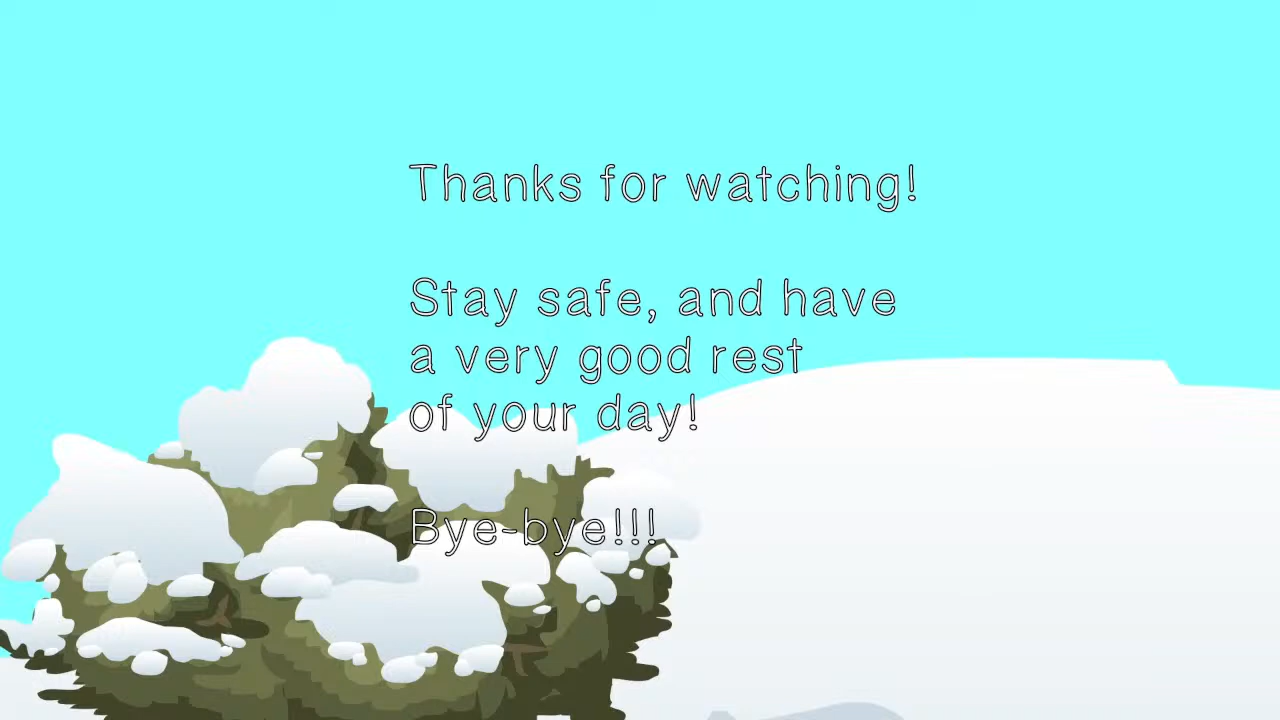 Thanks for watching!
Stay safe, and have
a very good rest
of your day!
Bye-bye!!!